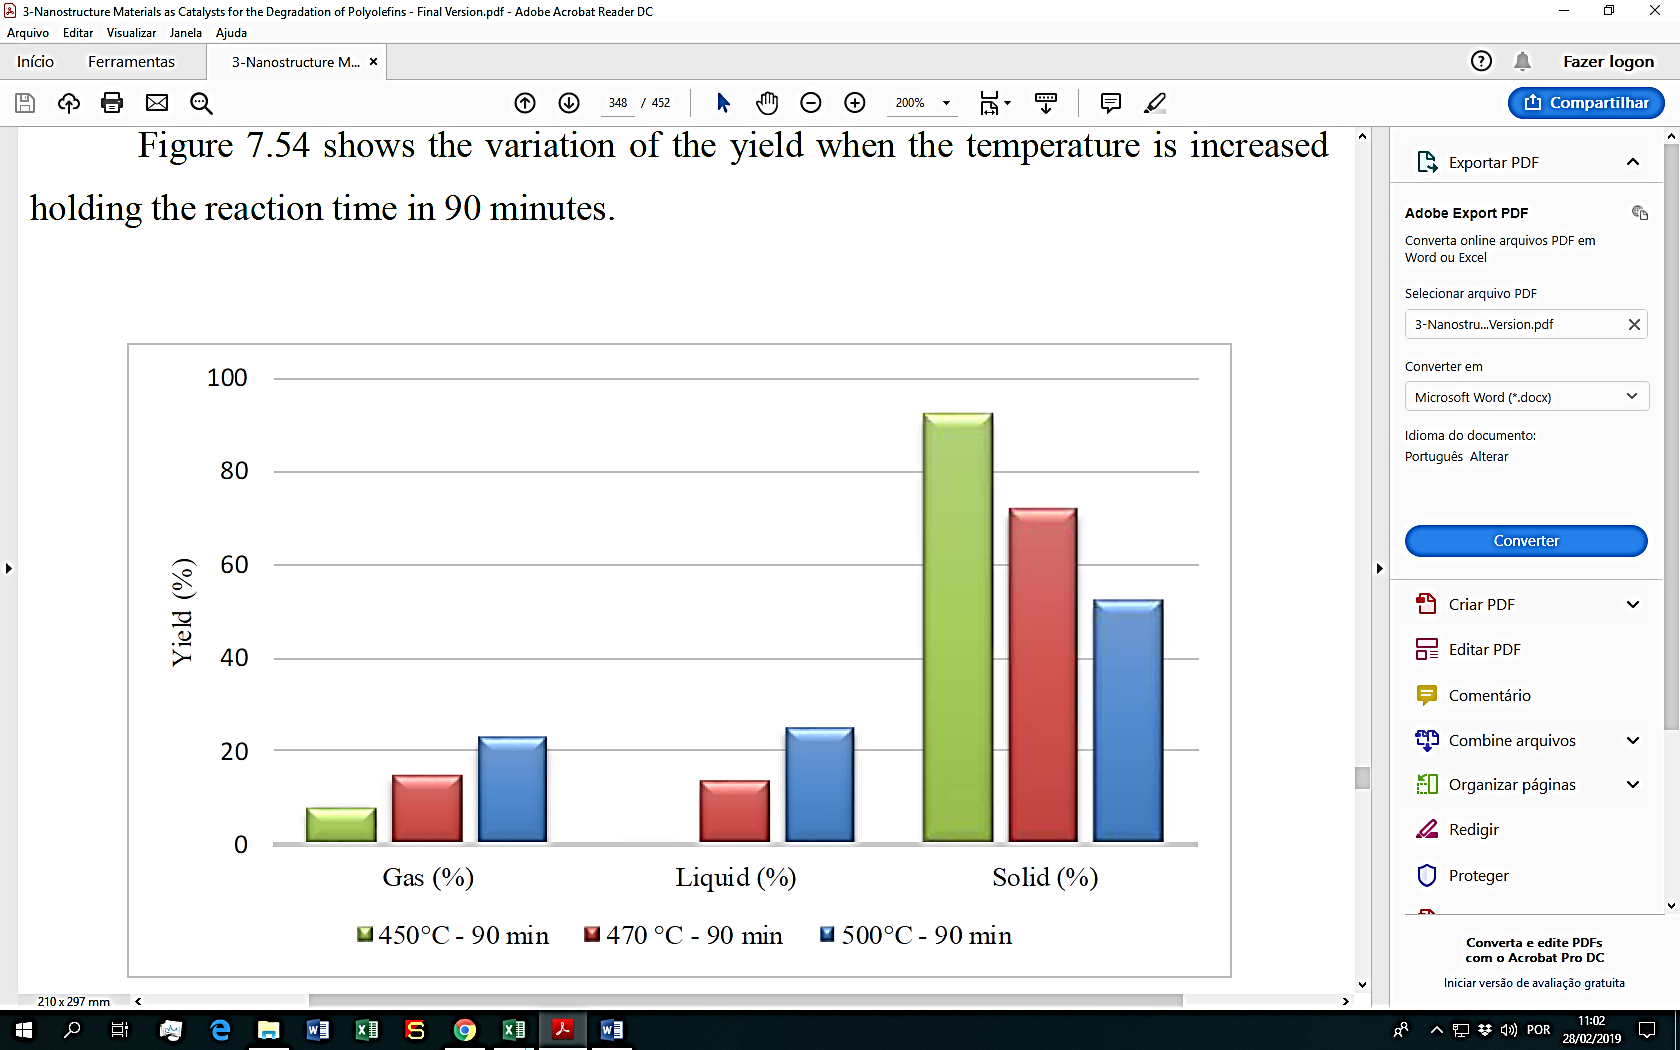 3-Nanostructure Materials as Catalysts for the Degradation of Polyolefins - Final Version.pdf - Adobe Acrobat Reader DC
Arquivo Editar Visualizar Janela Ajuda
Início Ferramentas 3-Nanostructure M... Fazer logon
348 / 452 200% Compartilhar
Figure 7.54 shows the variation of the yield when the temperature is increased
holding the reaction time in 90 minutes.
100
80
60
40
20
0
Yield (%)
Gas (%) Liquid (%) Solid (%)
450°C - 90 min 470 °C - 90 min 500°C - 90 min
210 x 297 mm
Exportar PDF
Adobe Export PDF
Converta online arquivos PDF em
Word ou Excel
Selecionar arquivo PDF
3-Nanostru...Version.pdf
Converter em
Microsoft Word (*.docx)
Idioma do documento:
Português Alterar
Converter
Criar PDF
Editar PDF
Comentário
Combine arquivos
Organizar páginas
Redigir
Proteger
Converta e edite PDFs
com o Acrobat Pro DC
Iniciar versão de avaliação gratuita
POR
11:02
28/02/2019